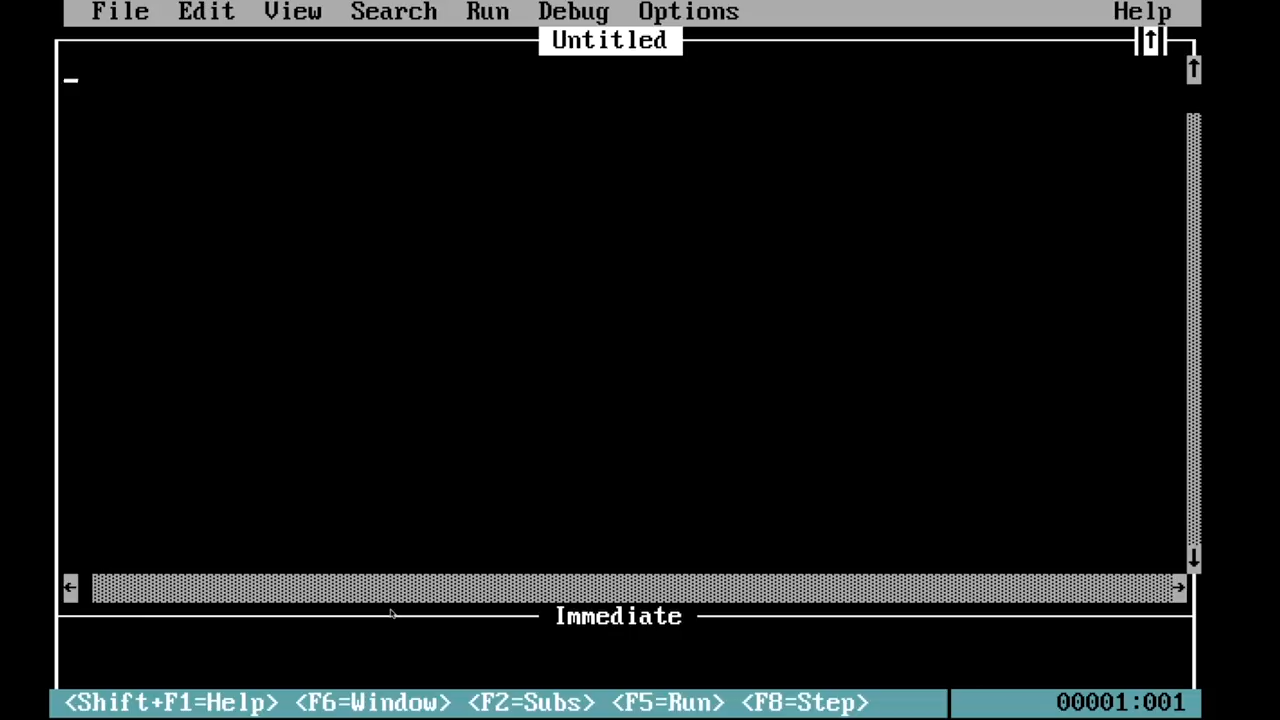 File Edit View Search Run Debug Options Help
Untitled
Immediate
<Shift+F1=Help> <F6=Window> <F2=Subs> <F5=Run> <F8=Step> 00001:001